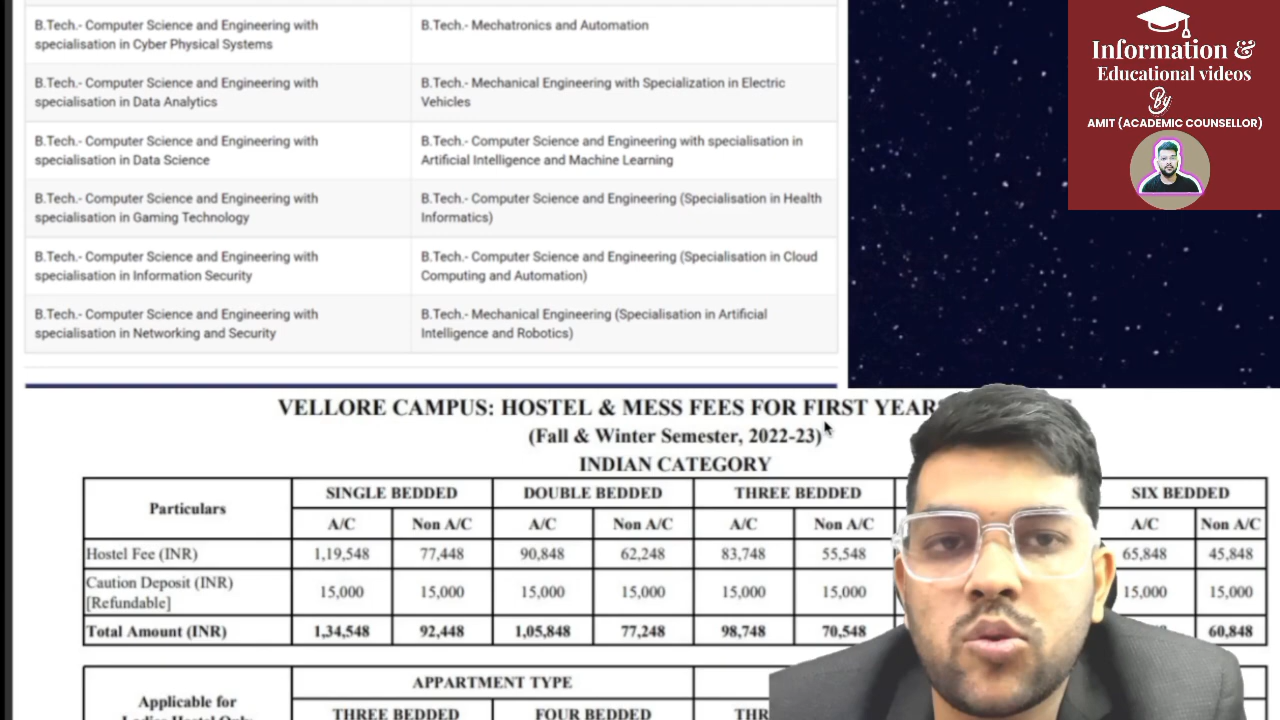 B.Tech.- Computer Science and Engineering with
specialisation in Cyber Physical Systems
B.Tech.- Mechatronics and Automation
B.Tech.- Computer Science and Engineering with
specialisation in Data Analytics
B.Tech.- Mechanical Engineering with Specialization in Electric
Vehicles
B.Tech.- Computer Science and Engineering with
specialisation in Data Science
B.Tech.- Computer Science and Engineering with specialisation in
Artificial Intelligence and Machine Learning
B.Tech.- Computer Science and Engineering with
specialisation in Gaming Technology
B.Tech.- Computer Science and Engineering (Specialisation in Health
Informatics)
B.Tech.- Computer Science and Engineering with
specialisation in Information Security
B.Tech.- Computer Science and Engineering (Specialisation in Cloud
Computing and Automation)
B.Tech.- Computer Science and Engineering with
specialisation in Networking and Security
B.Tech.- Mechanical Engineering (Specialisation in Artificial
Intelligence and Robotics)
Information &
Educational videos
By
AMIT (ACADEMIC COUNSELLOR)
VELLORE CAMPUS: HOSTEL & MESS FEES FOR FIRST YEAR
(Fall & Winter Semester, 2022-23)
INDIAN CATEGORY
Particulars SINGLE BEDDED DOUBLE BEDDED THREE BEDDED SIX BEDDED
A/C Non A/C A/C Non A/C A/C Non A/C A/C Non A/C
Hostel Fee (INR) 1,19,548 77,448 90,848 62,248 83,748 55,548 65,848 45,848
Caution Deposit (INR)
[Refundable] 15,000 15,000 15,000 15,000 15,000 15,000 15,000 15,000
Total Amount (INR) 1,34,548 92,448 1,05,848 77,248 98,748 70,548 60,848
Applicable for
Ladies Hostel Only
APPARTMENT TYPE
THREE BEDDED FOUR BEDDED